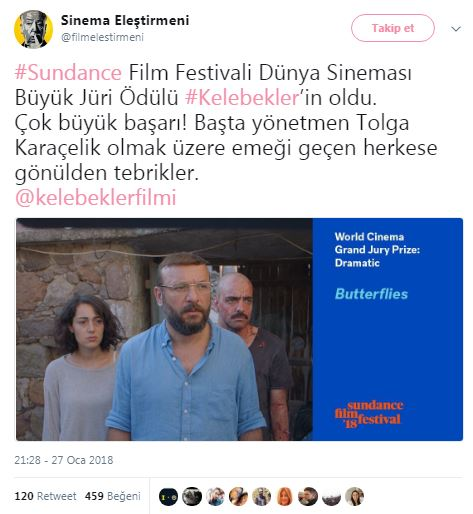 Sinema Eleştirmeni
@filmelestirmeni
Takip et
#Sundance Film Festivali Dünya Sineması
Büyük Jüri Ödülü #Kelebekler'in oldu.
Çok büyük başarı! Başta yönetmen Tolga
Karaçelik olmak üzere emeği geçen herkese
gönülden tebrikler.
@kelebeklerfilmi
World Cinema
Grand Jury Prize:
Dramatic
Butterflies
sundance
film '18 festival
21:28 - 27 Oca 2018
120 Retweet 459 Beğeni